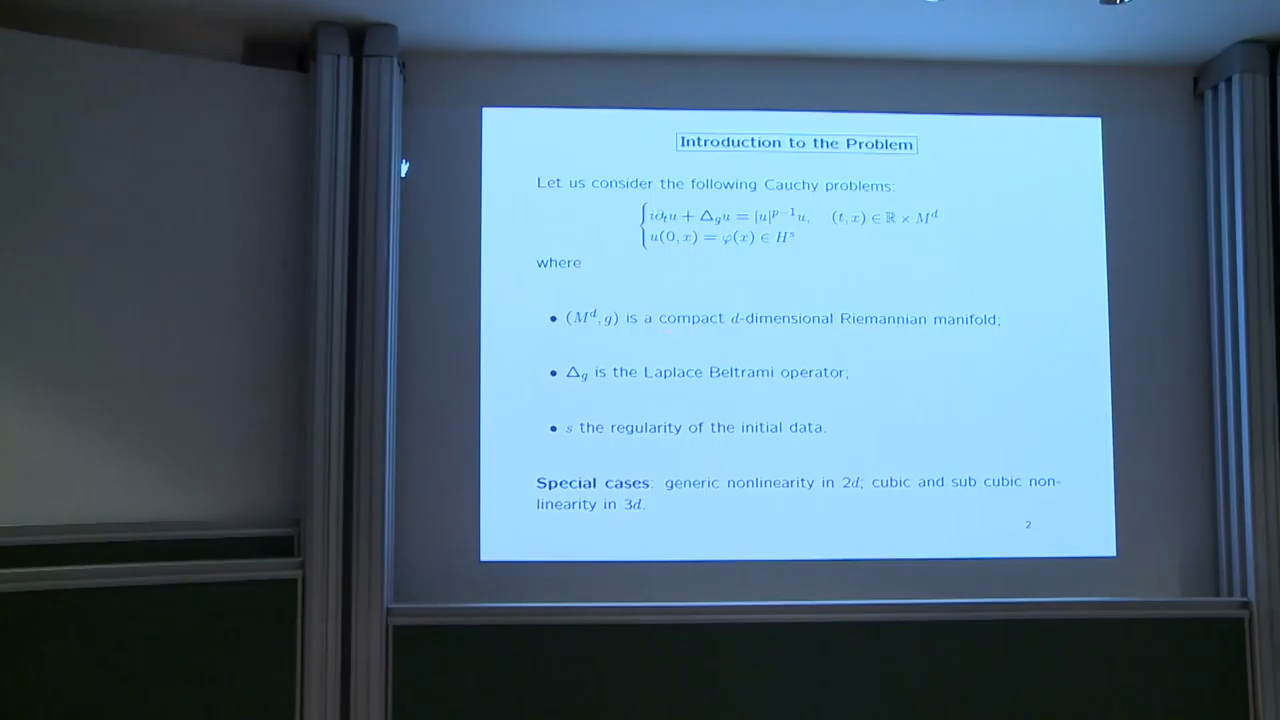 Introduction to the Problem
Let us consider the following Cauchy problems:
i∂ₜu + Δ_g u = |u|^{p−1}u, (t, x) ∈ ℝ × M^d
u(0, x) = φ(x) ∈ H^s
where
• (M^d, g) is a compact d-dimensional Riemannian manifold;
• Δ_g is the Laplace Beltrami operator;
• s the regularity of the initial data.
Special cases: generic nonlinearity in 2d; cubic and sub cubic non-
linearity in 3d.
2